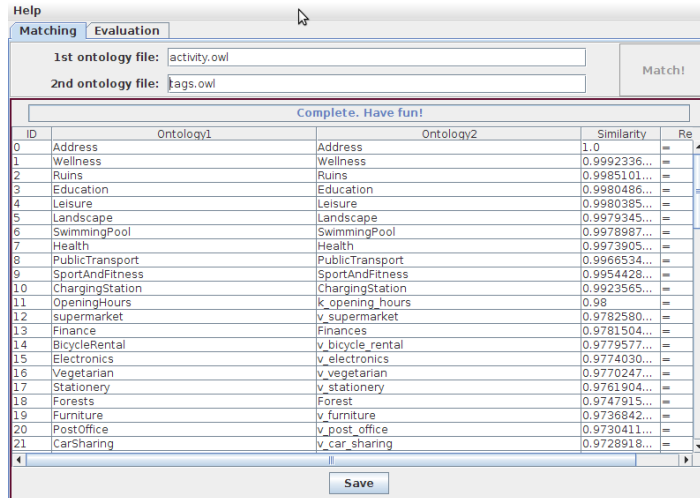 Help
Matching Evaluation
1st ontology file: activity.owl
2nd ontology file: tags.owl
Match!
Complete. Have fun!
ID Ontology1 Ontology2 Similarity Re
0 Address Address 1.0 =
1 Wellness Wellness 0.9992336... =
2 Ruins Ruins 0.9985101... =
3 Education Education 0.9980486... =
4 Leisure Leisure 0.9980385... =
5 Landscape Landscape 0.9979345... =
6 SwimmingPool SwimmingPool 0.9978987... =
7 Health Health 0.9973905... =
8 PublicTransport PublicTransport 0.9966534... =
9 SportAndFitness SportAndFitness 0.9954428... =
10 ChargingStation ChargingStation 0.9923565... =
11 OpeningHours k_opening_hours 0.98 =
12 supermarket v_supermarket 0.9782580... =
13 Finance Finances 0.9781504... =
14 BicycleRental v_bicycle_rental 0.9779577... =
15 Electronics v_electronics 0.9774030... =
16 Vegetarian v_vegetarian 0.9770247... =
17 Stationery v_stationery 0.9761904... =
18 Forests Forest 0.9747915... =
19 Furniture v_furniture 0.9736842... =
20 PostOffice v_post_office 0.9730411... =
21 CarSharing v_car_sharing 0.9728918... =
Save